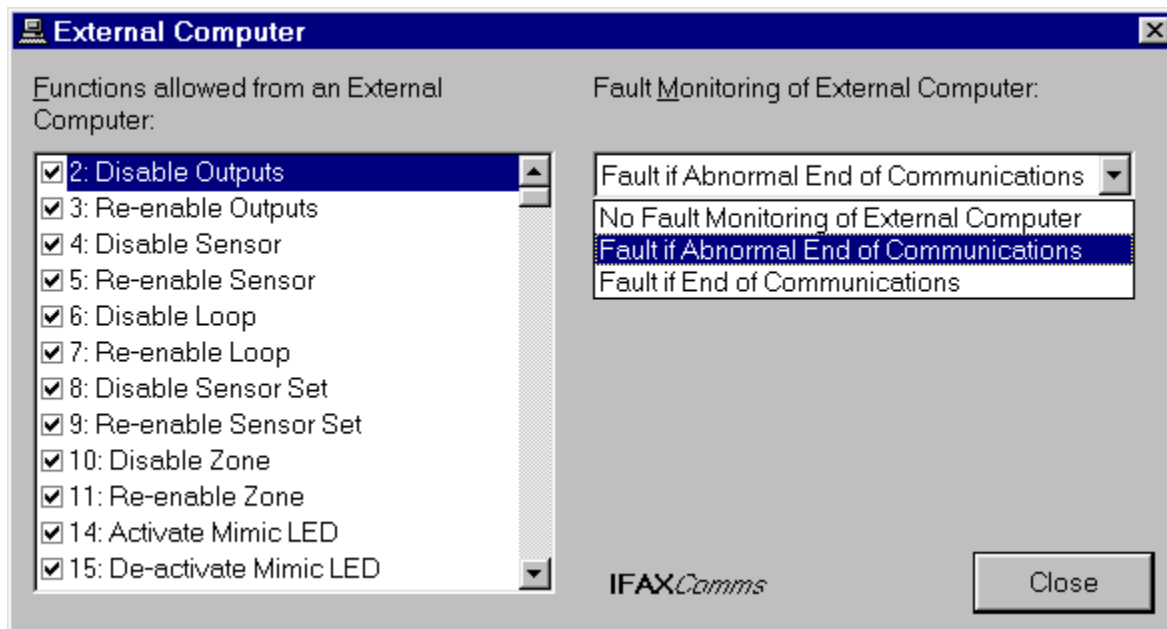 External Computer
Functions allowed from an External
Computer:
2: Disable Outputs
3: Re-enable Outputs
4: Disable Sensor
5: Re-enable Sensor
6: Disable Loop
7: Re-enable Loop
8: Disable Sensor Set
9: Re-enable Sensor Set
10: Disable Zone
11: Re-enable Zone
14: Activate Mimic LED
15: De-activate Mimic LED
Fault Monitoring of External Computer:
Fault if Abnormal End of Communications
No Fault Monitoring of External Computer
Fault if Abnormal End of Communications
Fault if End of Communications
IFAXComms
Close